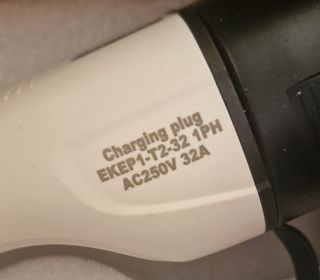 Charging plug
EKEP1-T2-32 1PH
AC250V 32A